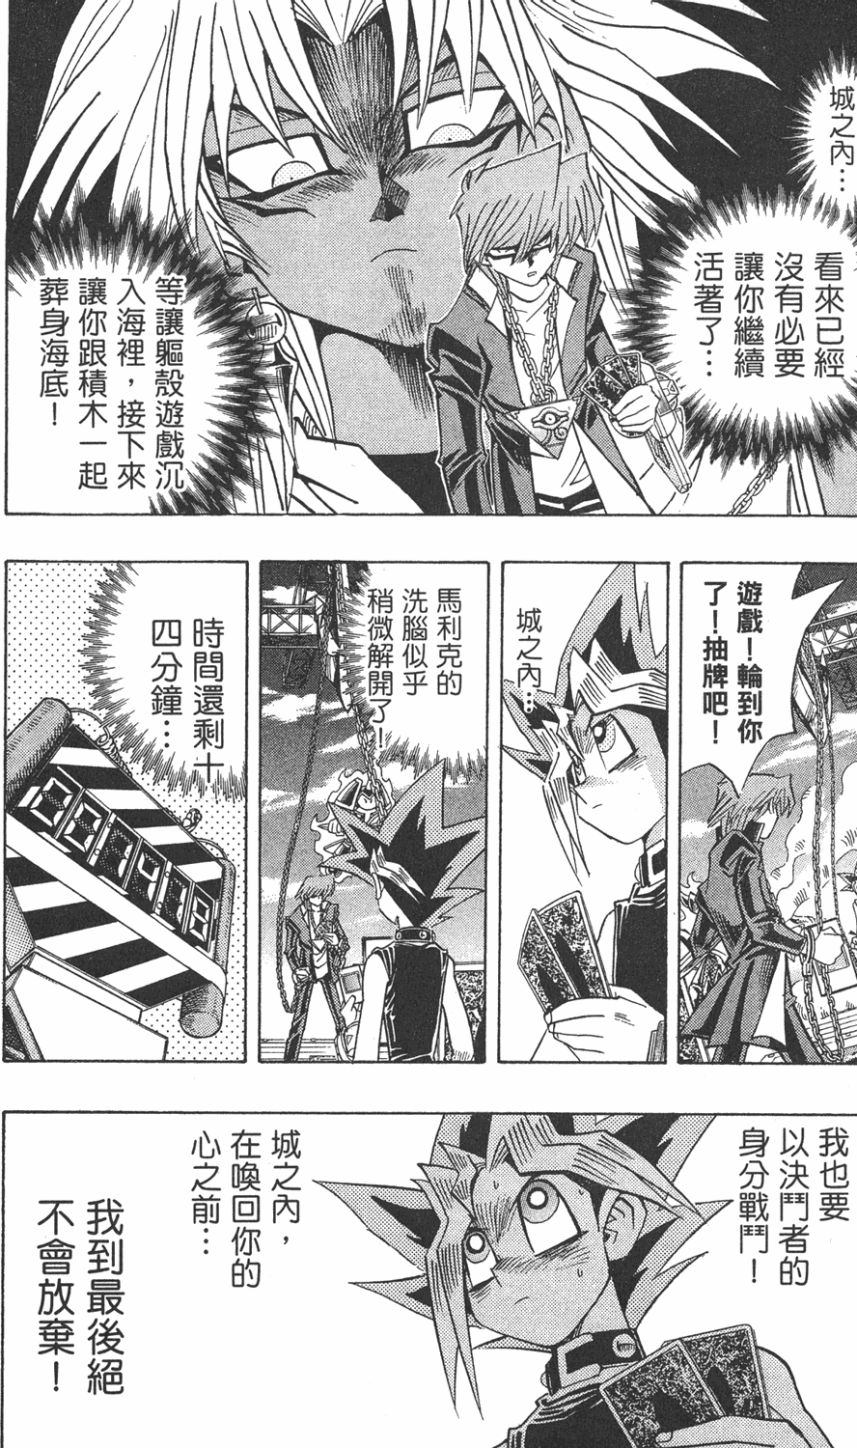 城之內…
看來已經
沒有必要
讓你繼續
活著了…
等讓軀殼遊戲沉
入海裡，接下來
讓你跟積木一起
葬身海底！
遊戲！輪到你
了！抽牌吧！
城之內…
馬利克的
洗腦似乎
稍微解開了！
時間還剩十
四分鐘…
00:14:09
我也要
以決鬥者的
身分戰鬥！
城之內，
在喚回你的
心之前…
我到最後絕
不會放棄！